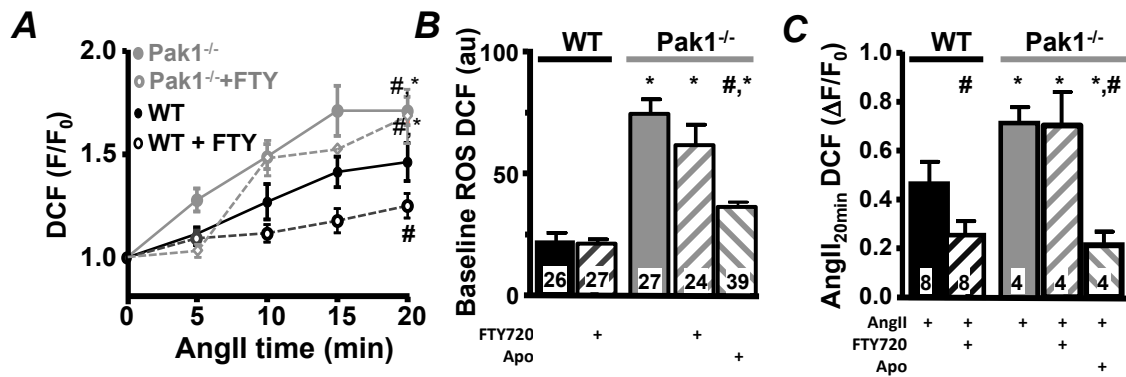 A
2.0
1.5
1.0
DCF (F/F0)
Pak1-/-
Pak1-/-+FTY
WT
WT + FTY
#,*
#,*
#
0 5 10 15 20
AngII time (min)
B
WT Pak1-/-
100
50
0
Baseline ROS DCF (au)
* * #,*
26 27 27 24 39
FTY720 + +
Apo +
C
WT Pak1-/-
1.0
0.8
0.6
0.4
0.2
0.0
AngII20min DCF (ΔF/F0)
# * * *,#
8 8 4 4 4
AngII + + + + +
FTY720 + +
Apo +